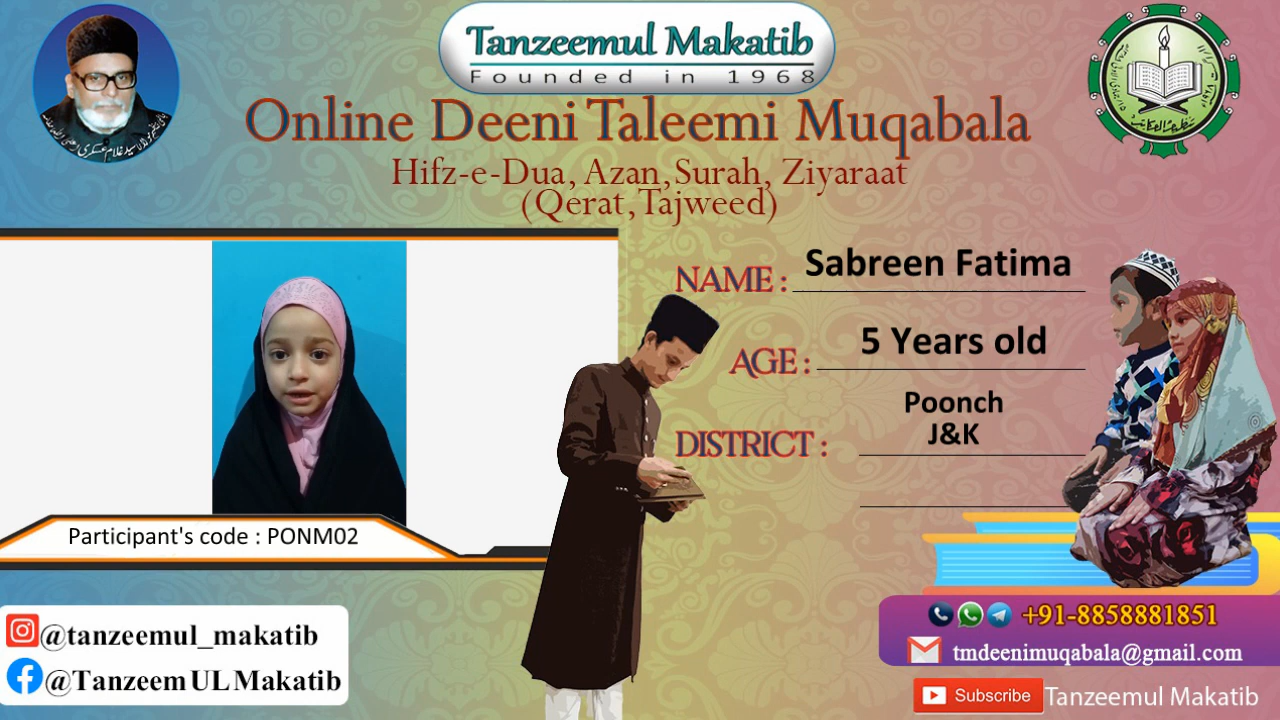 Tanzeemul Makatib
Founded in 1968
Online Deeni Taleemi Muqabala
Hifz-e-Dua, Azan, Surah, Ziyaraat
(Qerat, Tajweed)
NAME : Sabreen Fatima
AGE : 5 Years old
DISTRICT : Poonch
J&K
Participant's code : PONM02
@tanzeemul_makatib
@Tanzeem UL Makatib
+91-8858881851
tmdeenimuqabala@gmail.com
Subscribe Tanzeemul Makatib